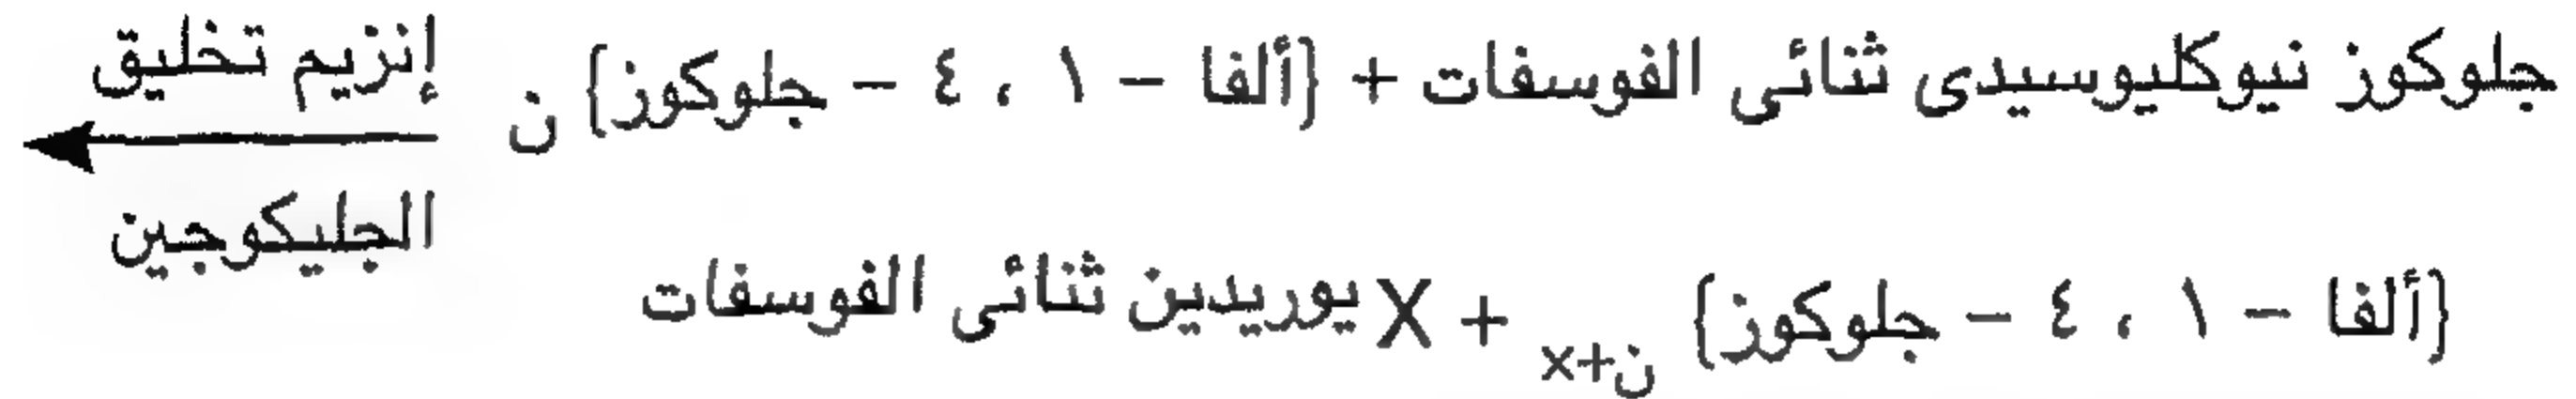 جلوكوز نيوكليوسيدى ثنائى الفوسفات + {ألفا – ١ ، ٤ – جلوكوز} ن
إنزيم تخليق
الجليكوجين
{ألفا – ١ ، ٤ – جلوكوز} ن+x + X يوريدين ثنائى الفوسفات